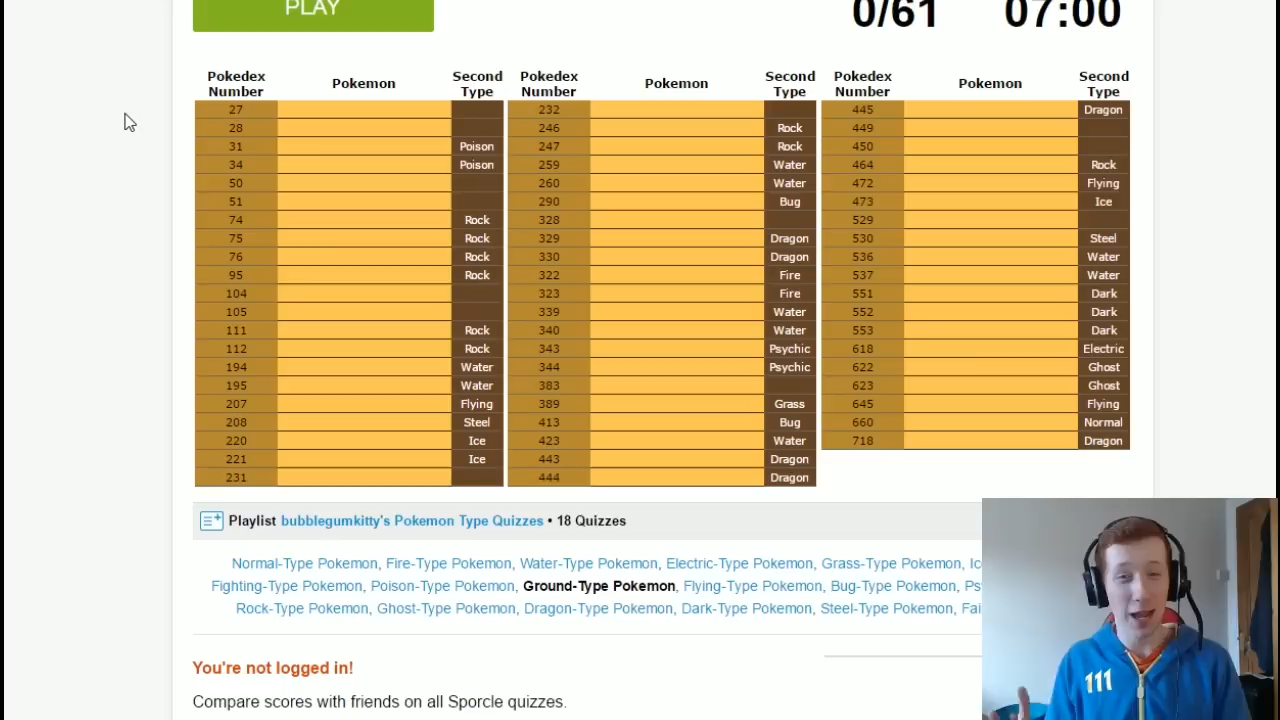 PLAY
0/61 07:00
Pokedex Number Pokemon Second Type Pokedex Number Pokemon Second Type Pokedex Number Pokemon Second Type
27 232 445 Dragon
28 246 Rock 449
31 Poison 247 Rock 450
34 Poison 259 Water 464 Rock
50 260 Water 472 Flying
51 290 Bug 473 Ice
74 Rock 328 529
75 Rock 329 Dragon 530 Steel
76 Rock 330 Dragon 536 Water
95 Rock 322 Fire 537 Water
104 323 Fire 551 Dark
105 339 Water 552 Dark
111 Rock 340 Water 553 Dark
112 Rock 343 Psychic 618 Electric
194 Water 344 Psychic 622 Ghost
195 Water 383 623 Ghost
207 Flying 389 Grass 645 Flying
208 Steel 413 Bug 660 Normal
220 Ice 423 Water 718 Dragon
221 Ice 443 Dragon
231 444 Dragon
Playlist bubblegumkitty's Pokemon Type Quizzes • 18 Quizzes
Normal-Type Pokemon, Fire-Type Pokemon, Water-Type Pokemon, Electric-Type Pokemon, Grass-Type Pokemon, Ic
Fighting-Type Pokemon, Poison-Type Pokemon, Ground-Type Pokemon, Flying-Type Pokemon, Bug-Type Pokemon, Ps
Rock-Type Pokemon, Ghost-Type Pokemon, Dragon-Type Pokemon, Dark-Type Pokemon, Steel-Type Pokemon, Fai
You're not logged in!
Compare scores with friends on all Sporcle quizzes.
111